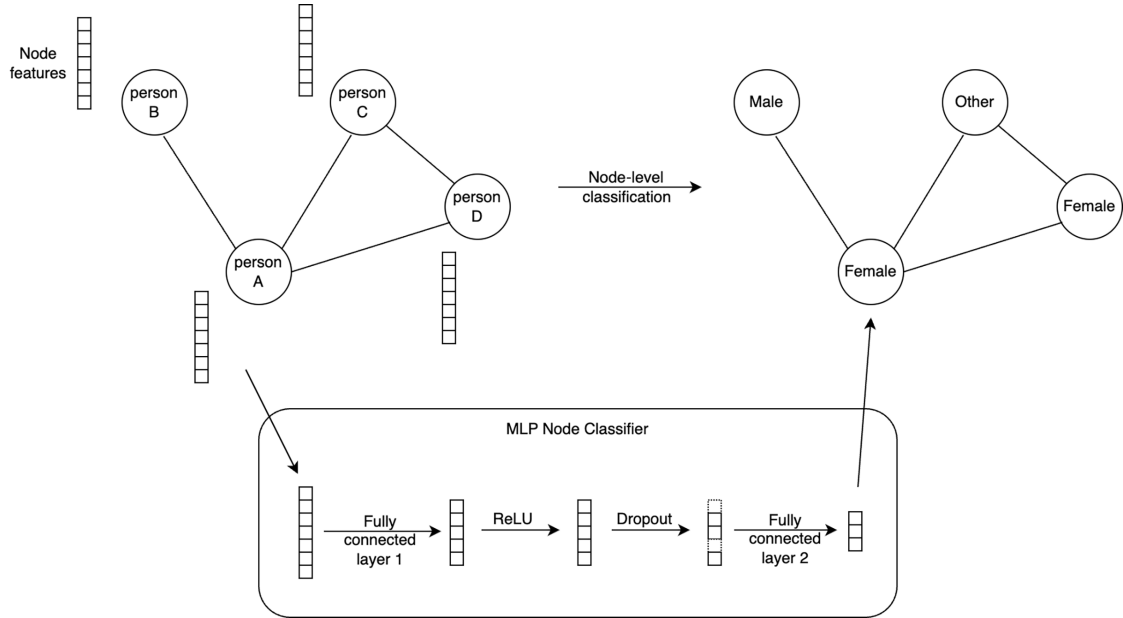 Node
features
person
B
person
C
person
D
person
A
Node-level
classification
Male
Other
Female
Female
MLP Node Classifier
Fully
connected
layer 1
ReLU
Dropout
Fully
connected
layer 2